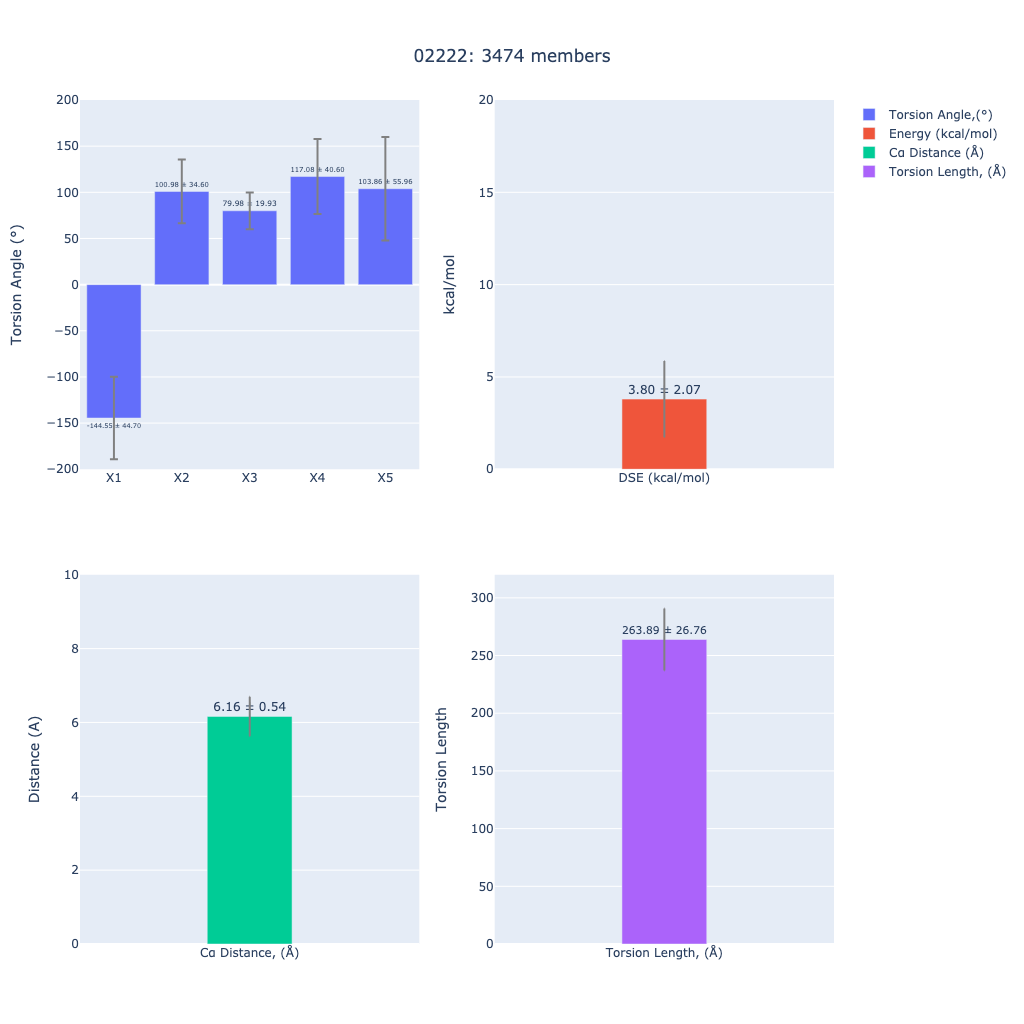 02222: 3474 members
Torsion Angle (°)
200
150
100
50
0
−50
−100
−150
−200
-144.55 ± 44.70
100.98 ± 34.60
79.98 ± 19.93
117.08 ± 40.60
103.86 ± 55.96
X1 X2 X3 X4 X5
kcal/mol
20
15
10
5
0
3.80 ± 2.07
DSE (kcal/mol)
Torsion Angle,(°)
Energy (kcal/mol)
Cα Distance (Å)
Torsion Length, (Å)
Distance (A)
10
8
6
4
2
0
6.16 ± 0.54
Cα Distance, (Å)
Torsion Length
300
250
200
150
100
50
0
263.89 ± 26.76
Torsion Length, (Å)